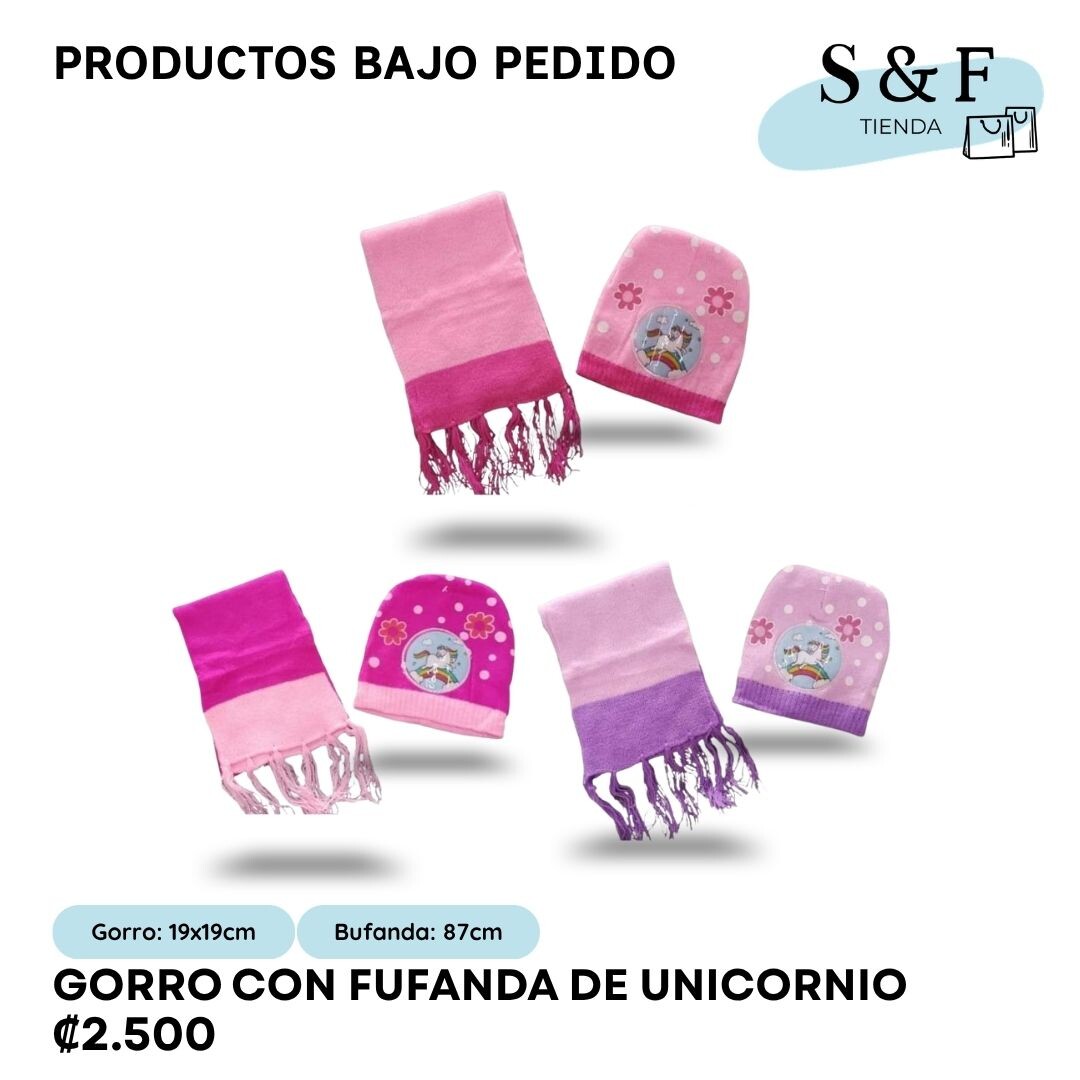 PRODUCTOS BAJO PEDIDO
S & F
TIENDA
Gorro: 19x19cm
Bufanda: 87cm
GORRO CON FUFANDA DE UNICORNIO
₡2.500